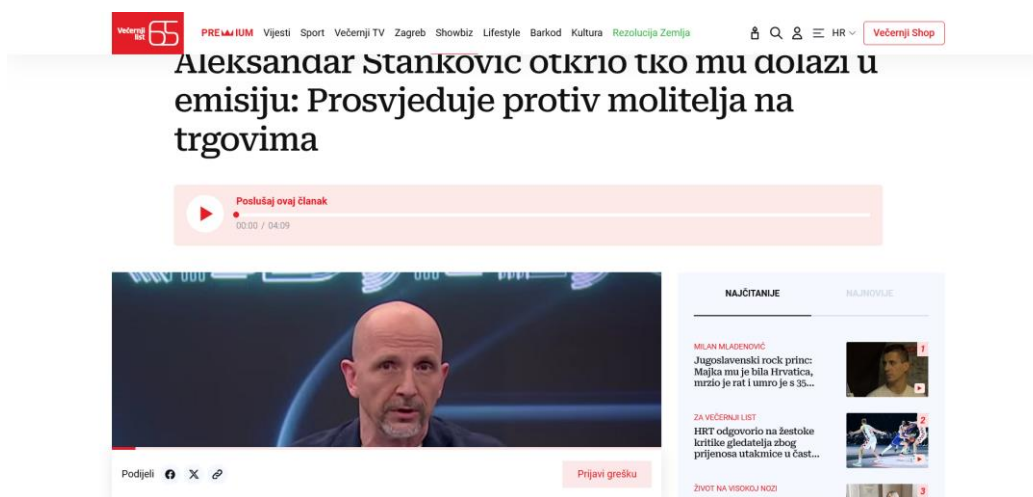 Večernji list 65
PREMIUM Vijesti Sport Večernji TV Zagreb Showbiz Lifestyle Barkod Kultura Rezolucija Zemlja HR Večernji Shop
Aleksandar Stanković otkrio tko mu dolazi u
emisiju: Prosvjeduje protiv molitelja na
trgovima
Poslušaj ovaj članak
00:00 / 04:09
Podijeli
Prijavi grešku
NAJČITANIJE NAJNOVIJE
MILAN MLADENOVIĆ
Jugoslavenski rock princ:
Majka mu je bila Hrvatica,
mrzio je rat i umro je s 35...
1
ZA VEČERNJI LIST
HRT odgovorio na žestoke
kritike gledatelja zbog
prijenosa utakmice u čast...
2
ŽIVOT NA VISOKOJ NOZI
3